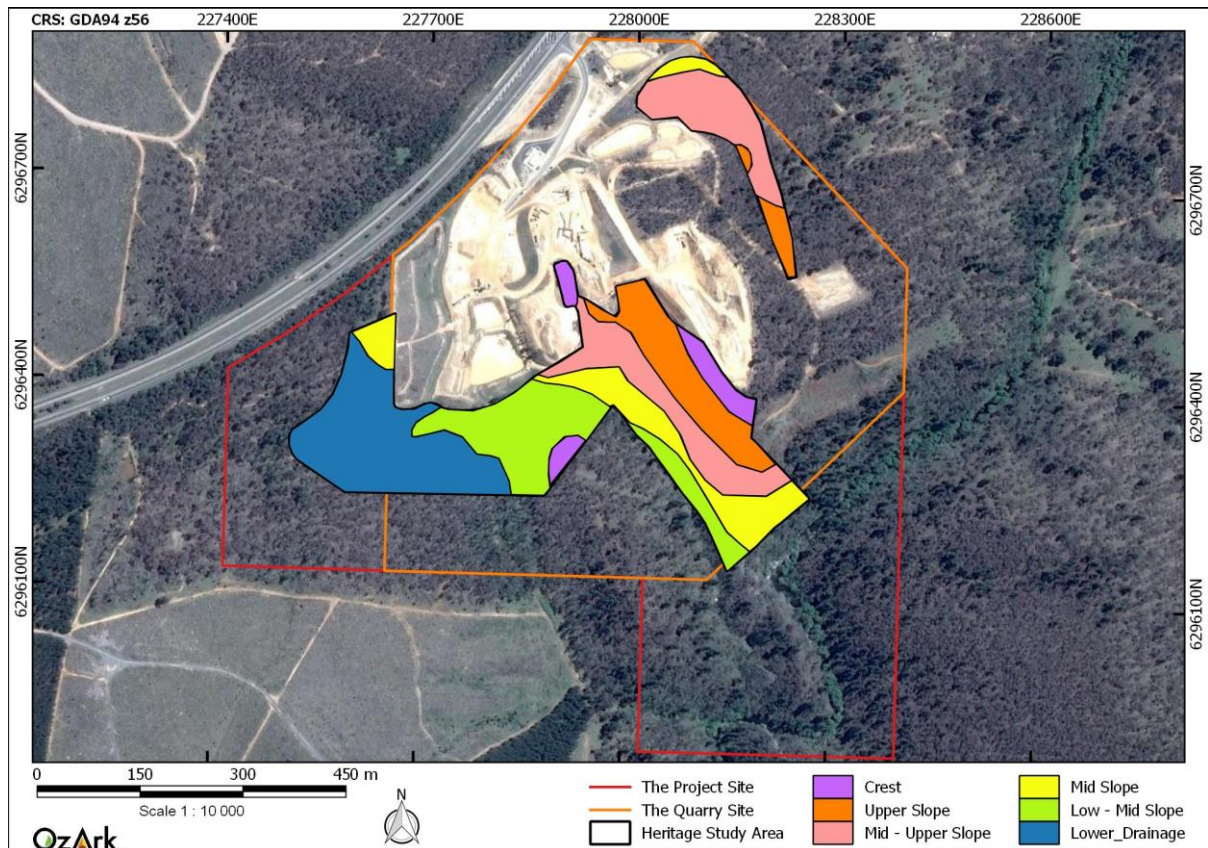 CRS: GDA94 z56
227400E 227700E 228000E 228300E 228600E
6296700N
6296700N
6296400N
6296400N
6296100N
6296100N
0 150 300 450 m
Scale 1 : 10 000
N
OzArk
The Project Site
The Quarry Site
Heritage Study Area
Crest
Upper Slope
Mid - Upper Slope
Mid Slope
Low - Mid Slope
Lower_Drainage